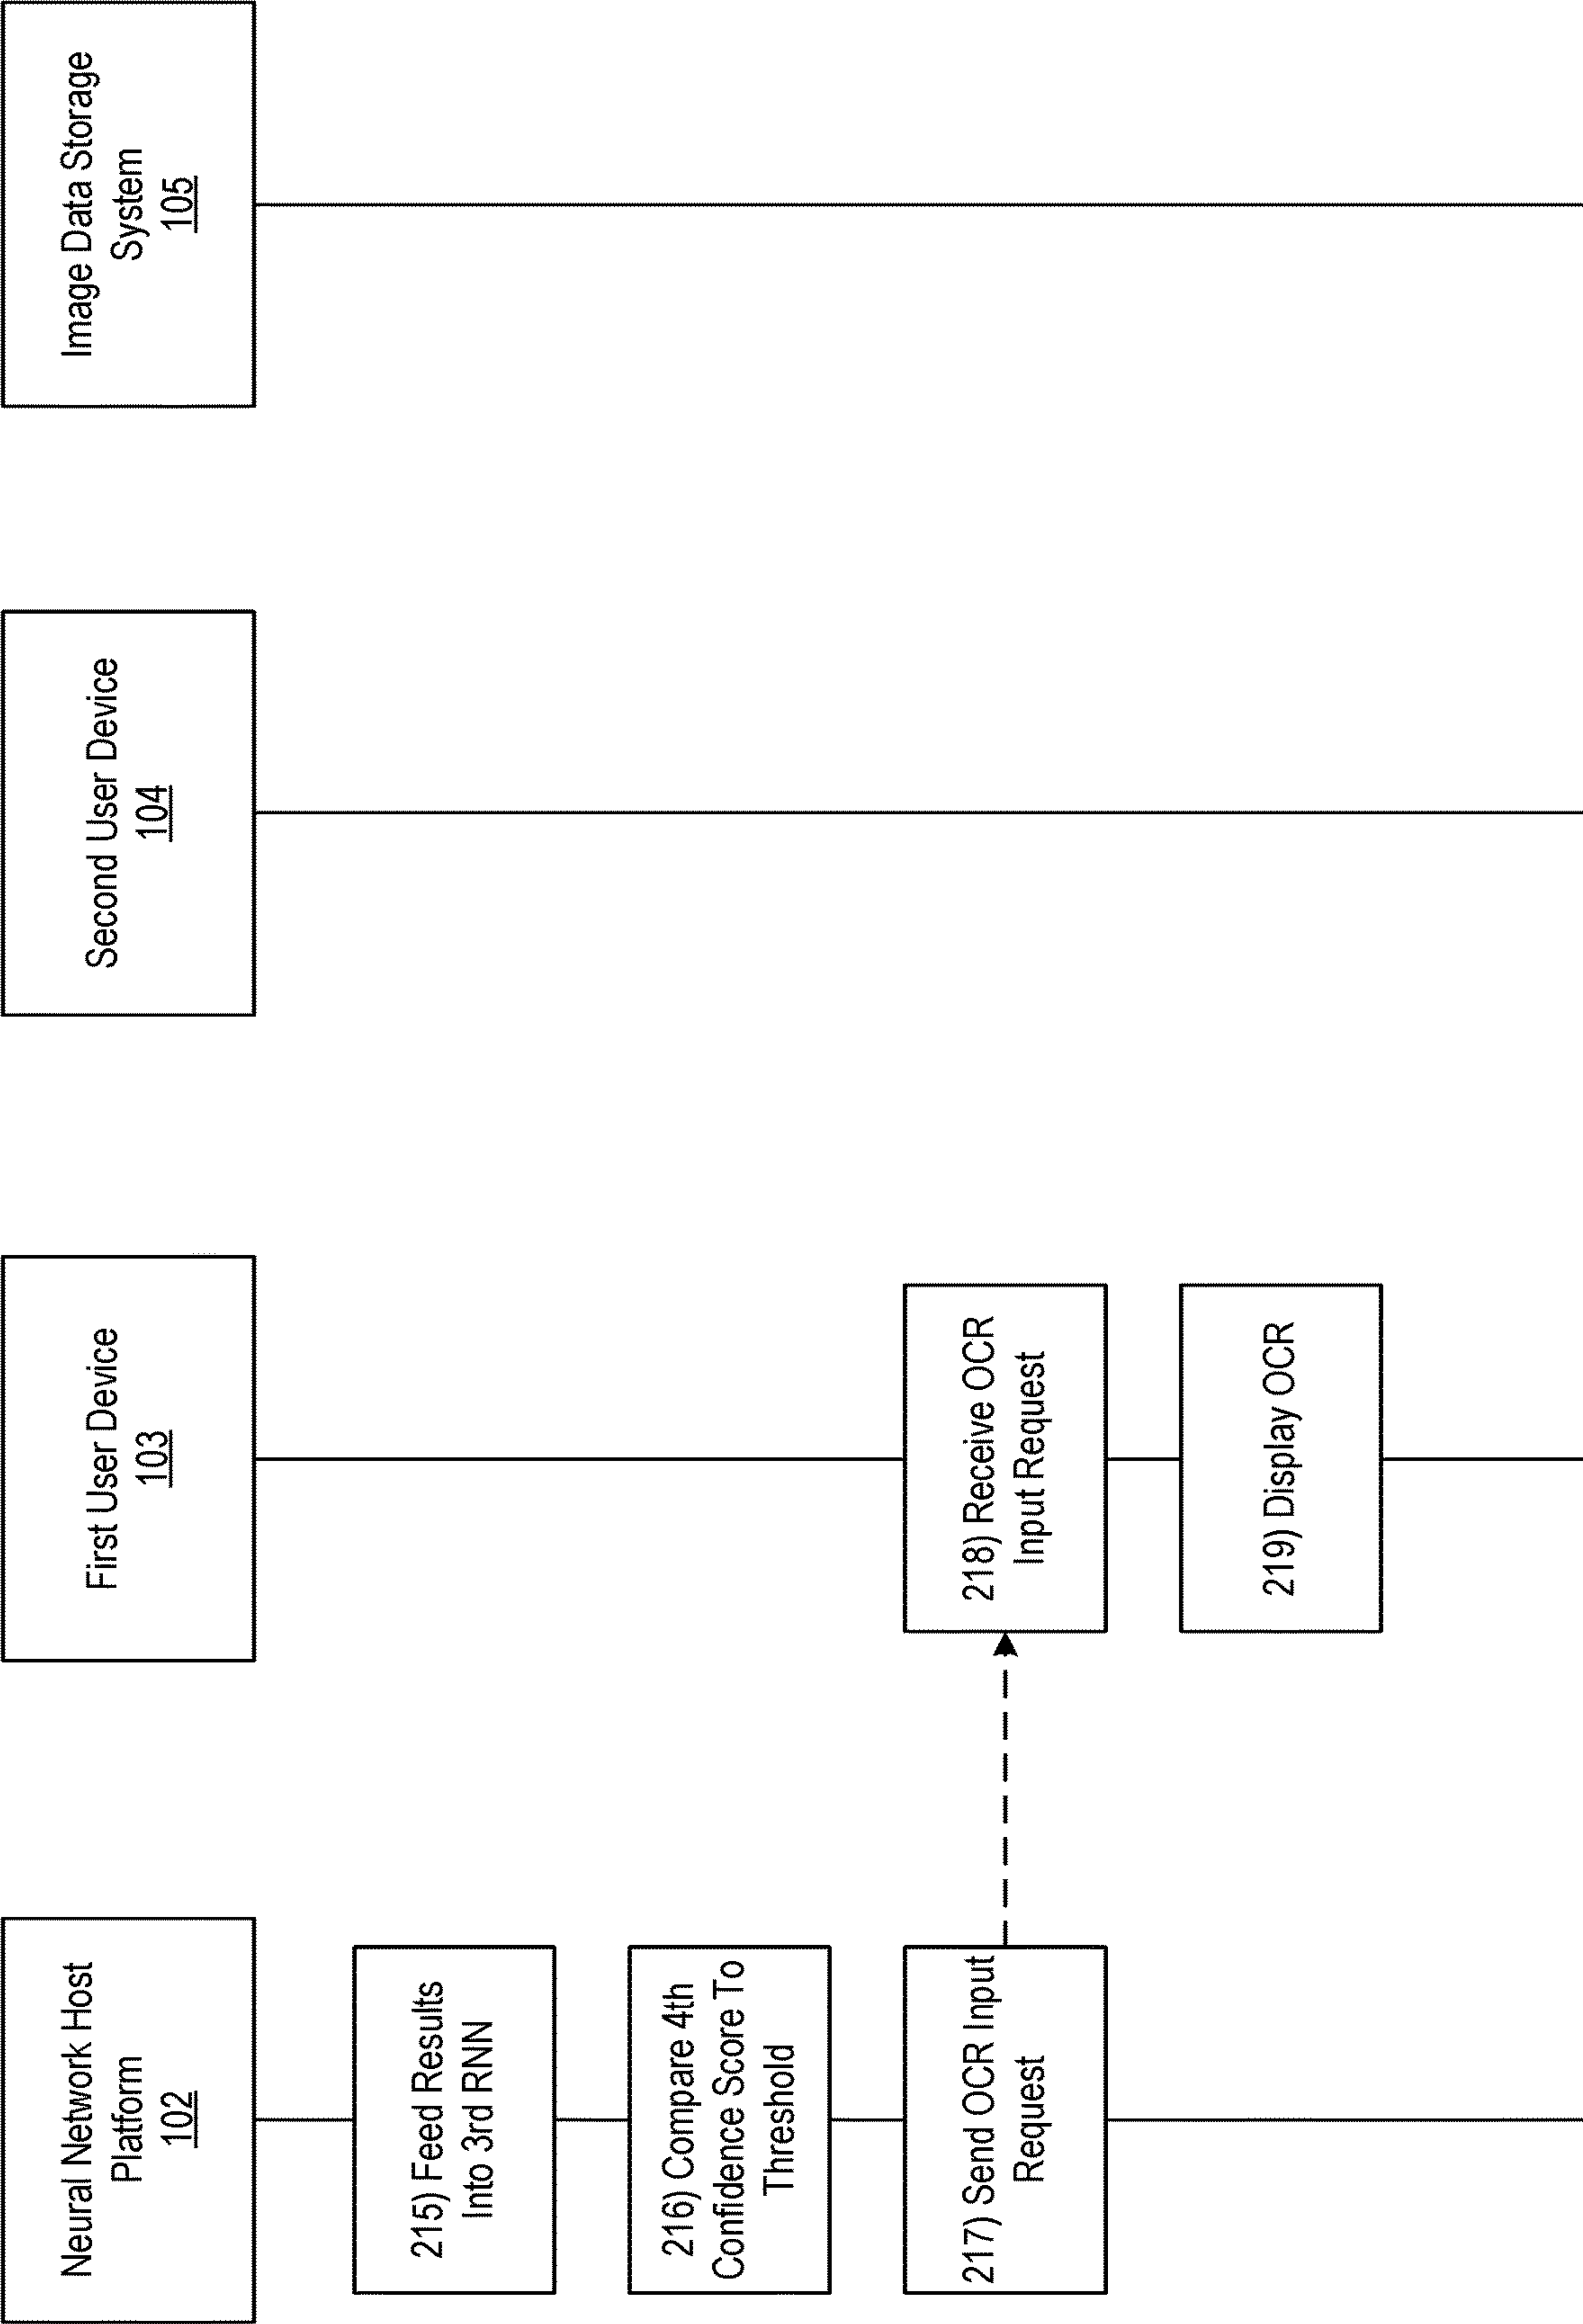 Neural Network Host
Platform
102
First User Device
103
Second User Device
104
Image Data Storage
System
105
215) Feed Results
Into 3rd RNN
216) Compare 4th
Confidence Score To
Threshold
217) Send OCR Input
Request
218) Receive OCR
Input Request
219) Display OCR